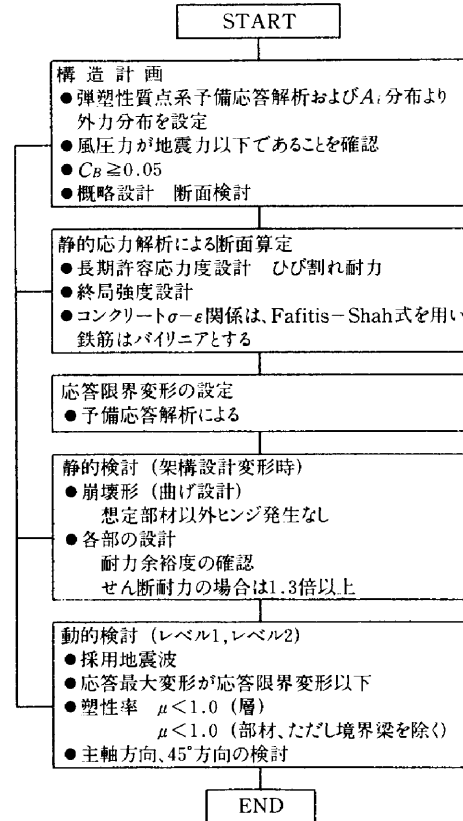 START
構 造 計 画
●弾塑性質点系予備応答解析およびAi分布より
外力分布を設定
●風圧力が地震力以下であることを確認
●CB≧0.05
●概略設計 断面検討
静的応力解析による断面算定
●長期許容応力度設計 ひび割れ耐力
●終局強度設計
●コンクリートσ−ε関係は、Fafitis−Shah式を用い
鉄筋はバイリニアとする
応答限界変形の設定
●予備応答解析による
静的検討 (架構設計変形時)
●崩壊形 (曲げ設計)
想定部材以外ヒンジ発生なし
●各部の設計
耐力余裕度の確認
せん断耐力の場合は1.3倍以上
動的検討 (レベル1,レベル2)
●採用地震波
●応答最大変形が応答限界変形以下
●塑性率 μ<1.0 (層)
μ<1.0 (部材、ただし境界梁を除く)
●主軸方向、45°方向の検討
END